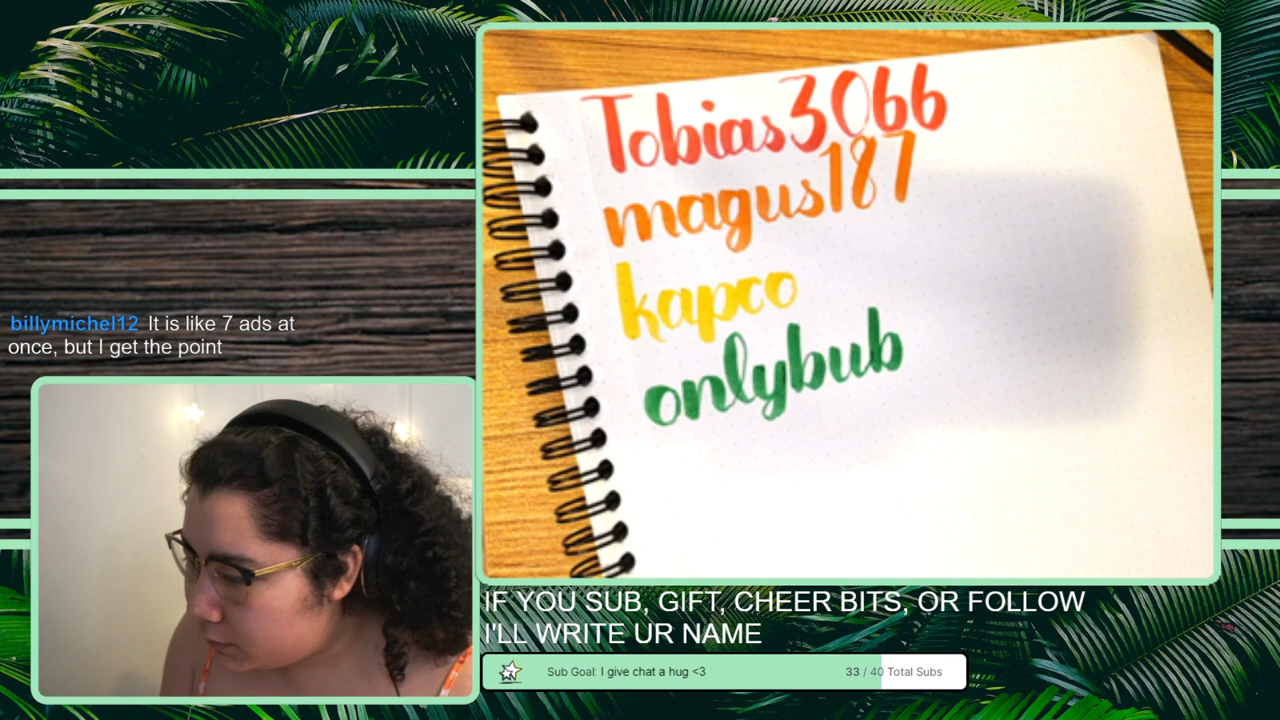 Tobias3066
magus187
kapco
onlybub
billymichel12 It is like 7 ads at
once, but I get the point
IF YOU SUB, GIFT, CHEER BITS, OR FOLLOW
I'LL WRITE UR NAME
Sub Goal: I give chat a hug <3 33 / 40 Total Subs